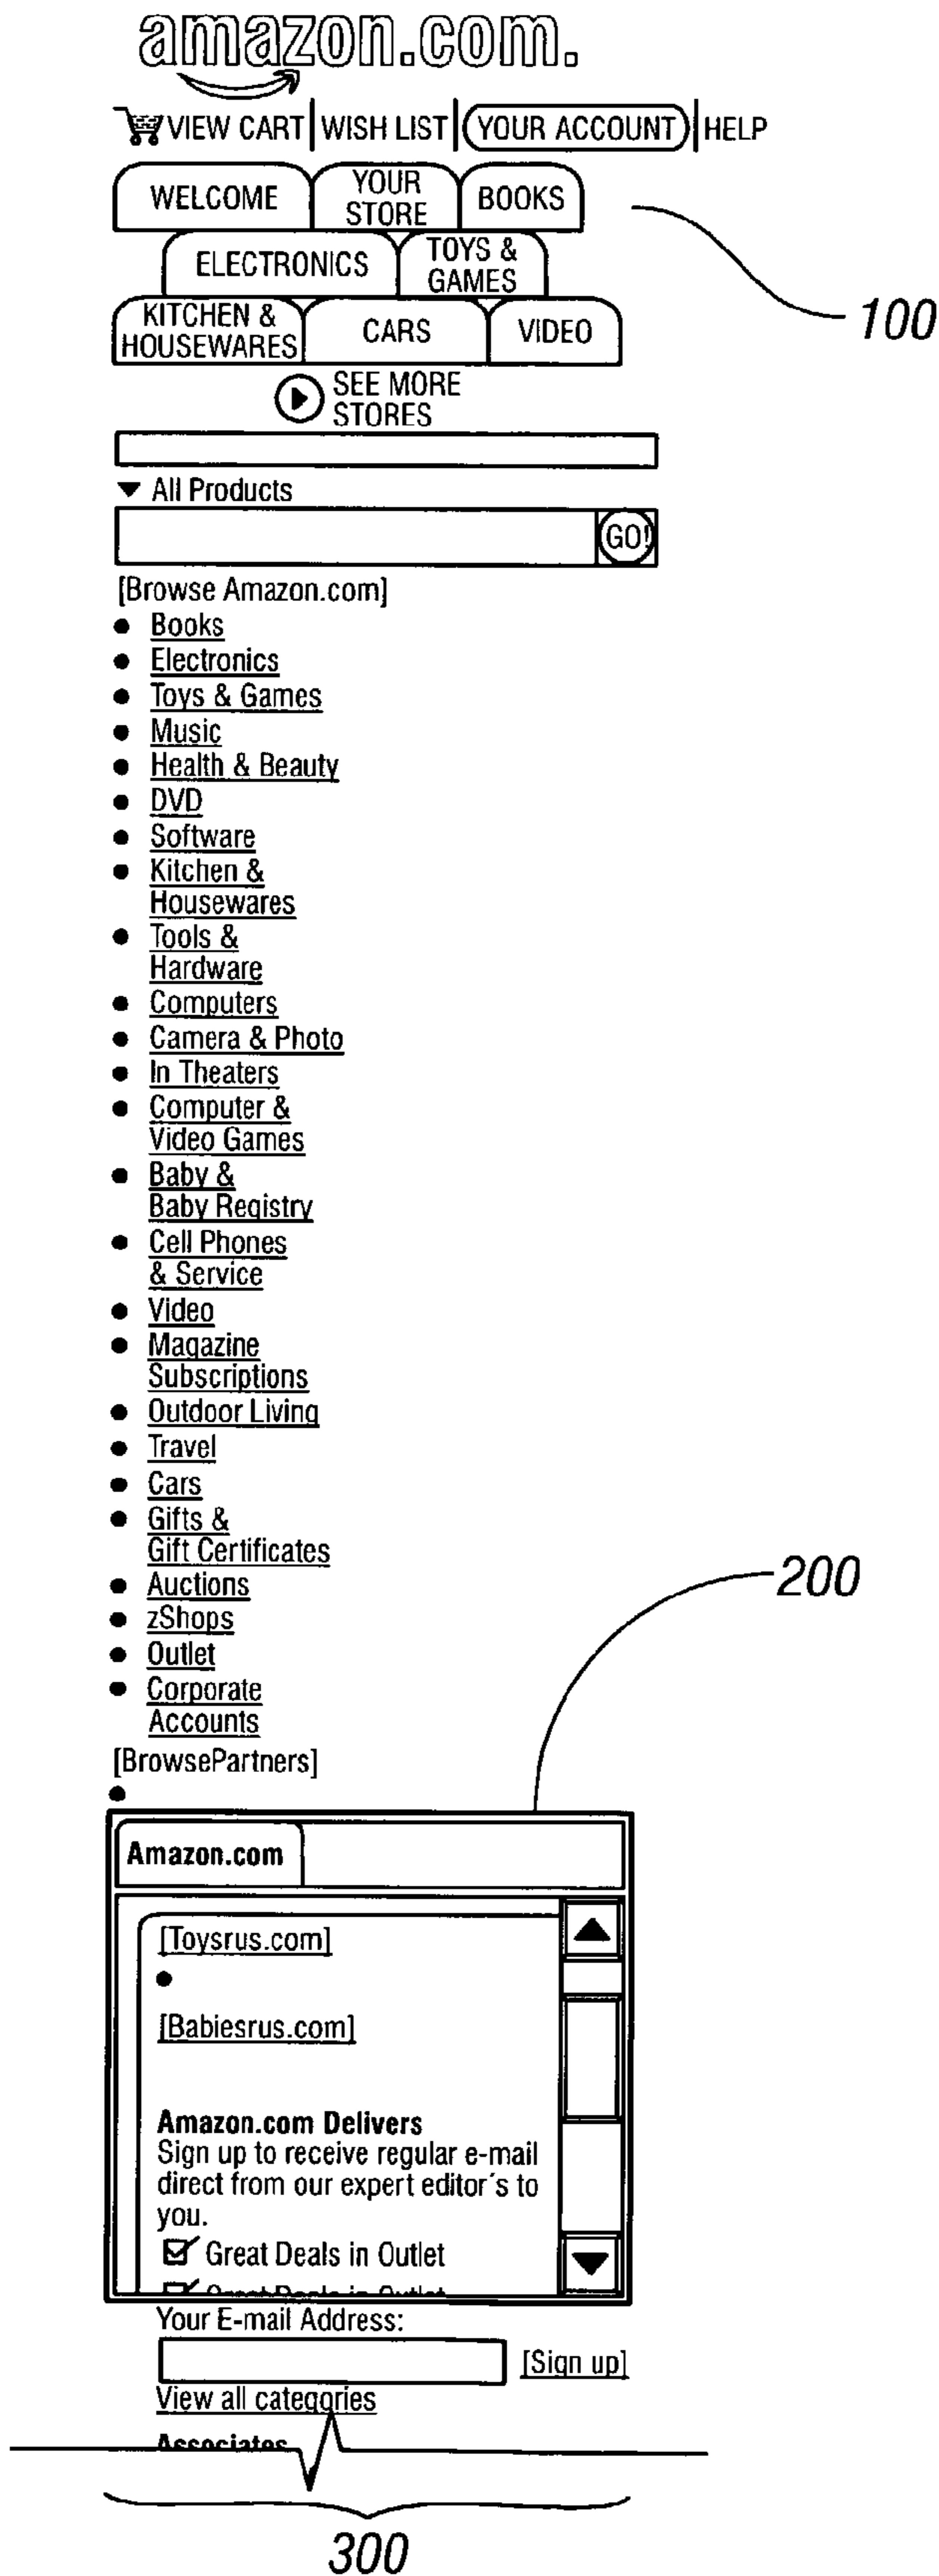 amazon.com.
VIEW CART WISH LIST YOUR ACCOUNT HELP
WELCOME YOUR STORE BOOKS
ELECTRONICS TOYS & GAMES
100
KITCHEN & HOUSEWARES CARS VIDEO
SEE MORE
STORES
All Products
GO!
[Browse Amazon.com]
Books
Electronics
Toys & Games
Music
Health & Beauty
DVD
Software
Kitchen &
Housewares
Tools &
Hardware
Computers
Camera & Photo
In Theaters
Computer &
Video Games
Baby &
Baby Registry
Cell Phones
& Service
Video
Magazine
Subscriptions
Outdoor Living
Travel
Cars
Gifts &
Gift Certificates
Auctions
200
zShops
Outlet
Corporate
Accounts
[BrowsePartners]
Amazon.com
[Toysrus.com]
[Babiesrus.com]
Amazon.com Delivers
Sign up to receive regular e-mail
direct from our expert editor's to
you.
Great Deals in Outlet
Great Deals in Outlet
Your E-mail Address:
[Sign up]
View all categories
Associates
300